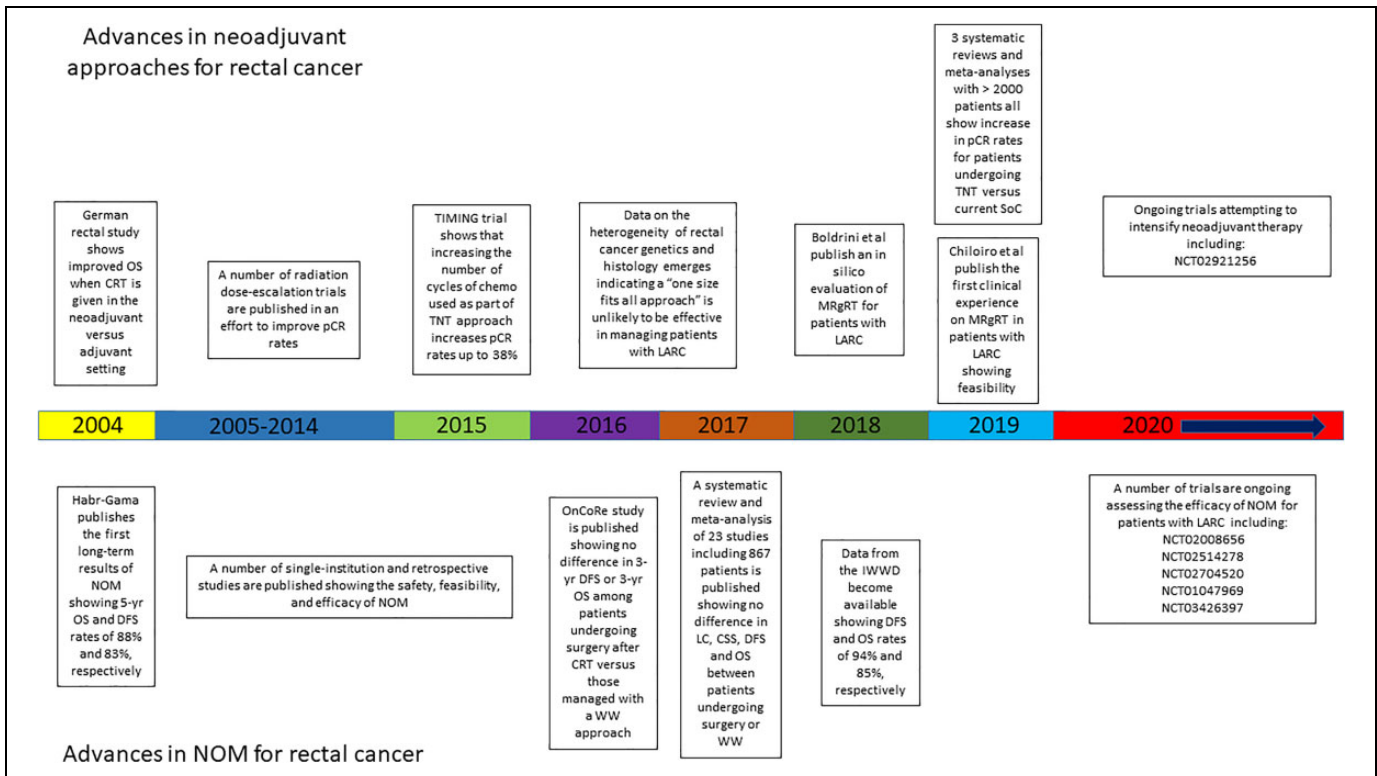 Advances in neoadjuvant
approaches for rectal cancer
German
rectal study
shows
improved OS
when CRT is
given in the
neoadjuvant
versus
adjuvant
setting
A number of radiation
dose-escalation trials
are published in an
effort to improve pCR
rates
TIMING trial
shows that
increasing the
number of
cycles of chemo
used as part of
TNT approach
increases pCR
rates up to 38%
Data on the
heterogeneity of rectal
cancer genetics and
histology emerges
indicating a “one size
fits all approach” is
unlikely to be effective
in managing patients
with LARC
Boldrini et al
publish an in
silico
evaluation of
MRgRT for
patients with
LARC
3 systematic
reviews and
meta-analyses
with > 2000
patients all
show increase
in pCR rates
for patients
undergoing
TNT versus
current SoC
Chiloiro et al
publish the
first clinical
experience
on MRgRT in
patients with
LARC
showing
feasibility
Ongoing trials attempting to
intensify neoadjuvant therapy
including:
NCT02921256
2004
2005-2014
2015
2016
2017
2018
2019
2020
Habr-Gama
publishes
the first
long-term
results of
NOM
showing 5-yr
OS and DFS
rates of 88%
and 83%,
respectively
A number of single-institution and retrospective
studies are published showing the safety, feasibility,
and efficacy of NOM
OnCoRe study
is published
showing no
difference in 3-
yr DFS or 3-yr
OS among
patients
undergoing
surgery after
CRT versus
those
managed with
a WW
approach
A systematic
review and
meta-analysis
of 23 studies
including 867
patients is
published
showing no
difference in
LC, CSS, DFS
and OS
between
patients
undergoing
surgery or
WW
Data from
the IWWD
become
available
showing DFS
and OS rates
of 94% and
85%,
respectively
A number of trials are ongoing
assessing the efficacy of NOM for
patients with LARC including:
NCT02008656
NCT02514278
NCT02704520
NCT01047969
NCT03426397
Advances in NOM for rectal cancer